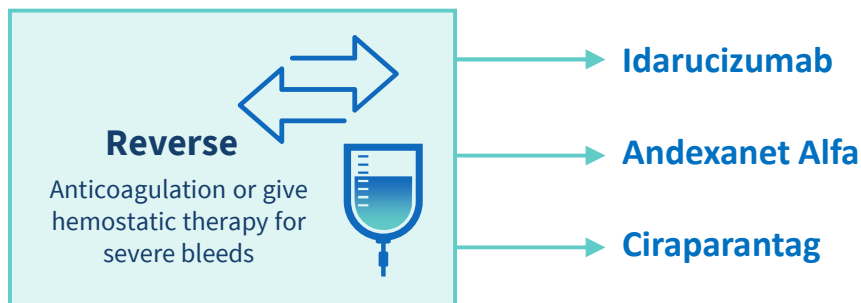 Reverse
Anticoagulation or give
hemostatic therapy for
severe bleeds
Idarucizumab
Andexanet Alfa
Ciraparantag